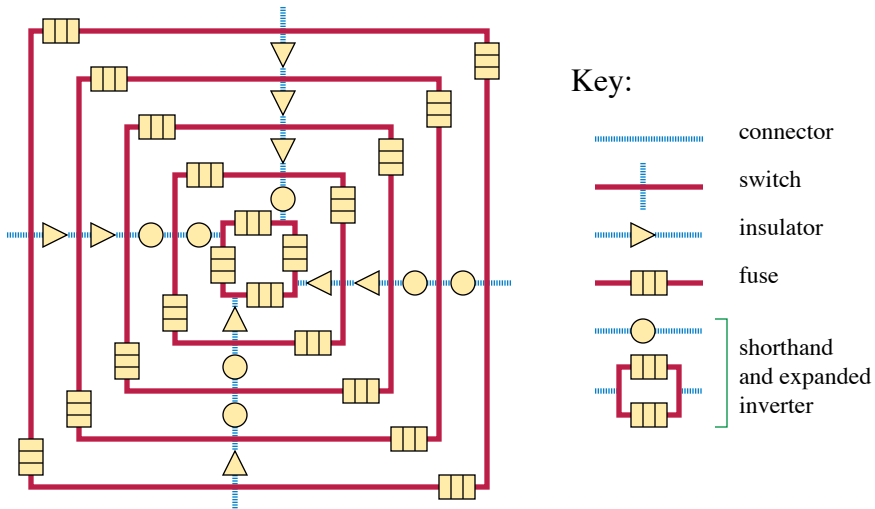 Key:
connector
switch
insulator
fuse
shorthand
and expanded
inverter